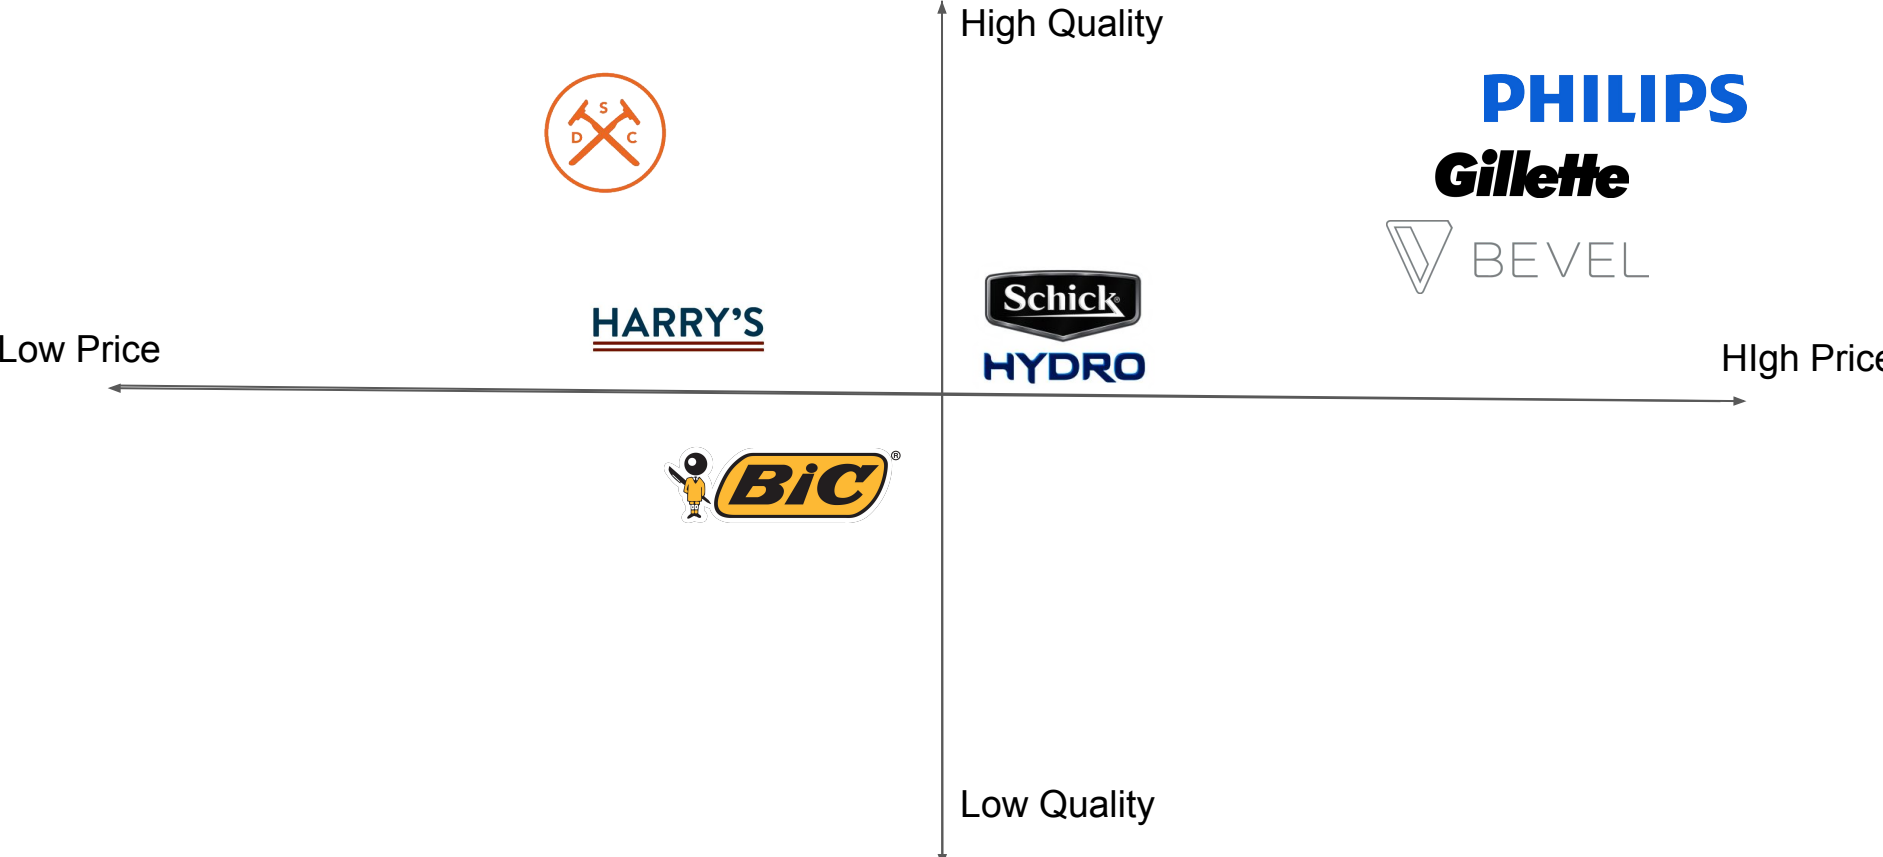 High Quality
PHILIPS
S
D C
Gillette
BEVEL
Schick®
HYDRO
HARRY'S
Low Price
HIgh Price
BiC®
Low Quality